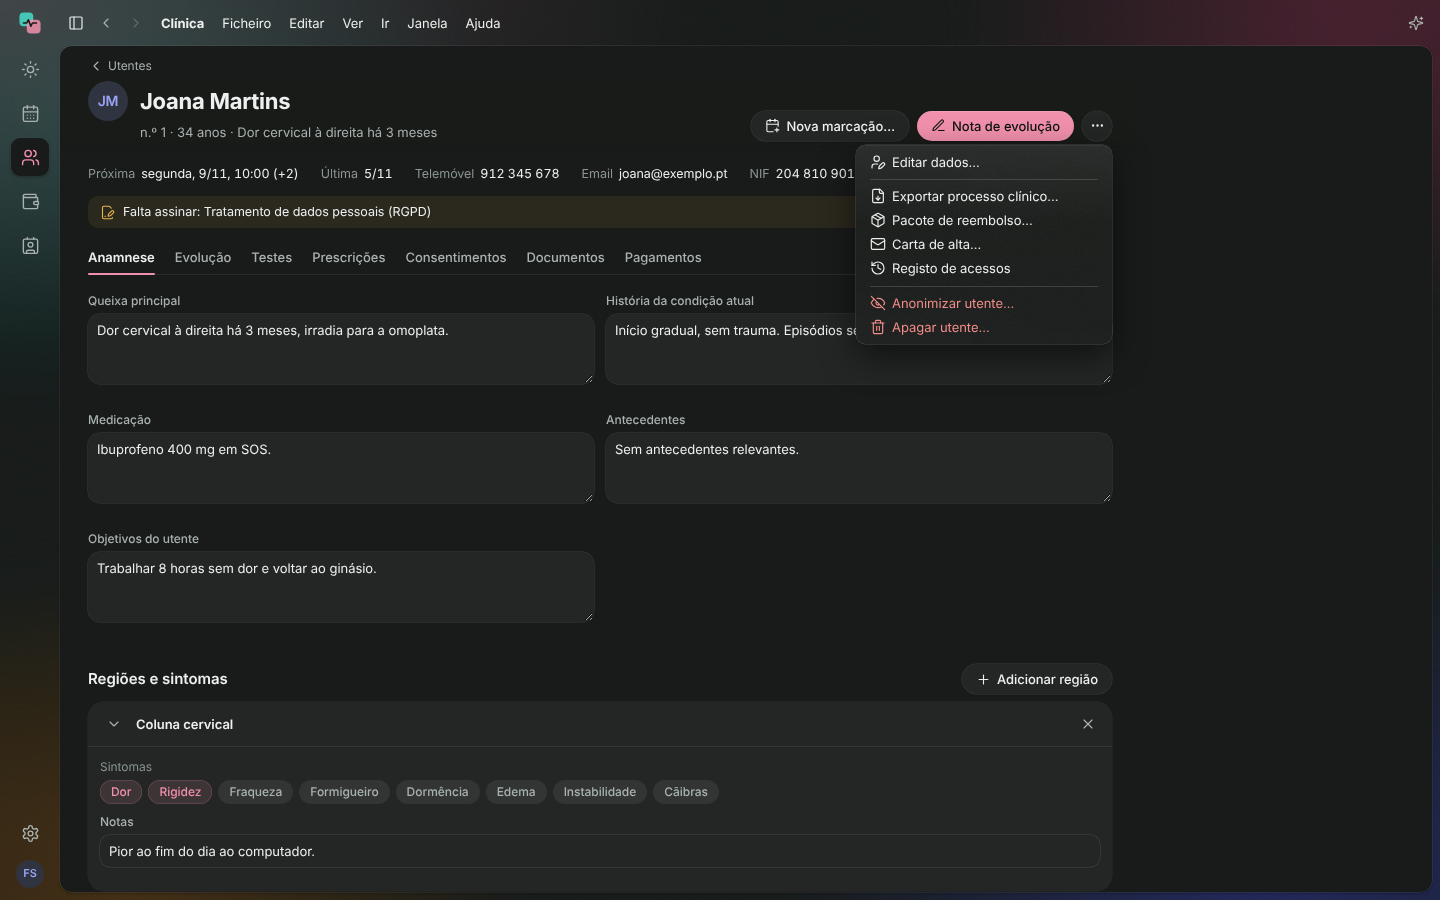 Clínica Ficheiro Editar Ver Ir Janela Ajuda
Utentes
JM
Joana Martins
n.º 1 · 34 anos · Dor cervical à direita há 3 meses
Nova marcação...
Nota de evolução
Próxima segunda, 9/11, 10:00 (+2) Última 5/11 Telemóvel 912 345 678 Email joana@exemplo.pt NIF 204 810 901
Falta assinar: Tratamento de dados pessoais (RGPD)
Editar dados...
Exportar processo clínico...
Pacote de reembolso...
Carta de alta...
Registo de acessos
Anonimizar utente...
Apagar utente...
Anamnese Evolução Testes Prescrições Consentimentos Documentos Pagamentos
Queixa principal
Dor cervical à direita há 3 meses, irradia para a omoplata.
História da condição atual
Início gradual, sem trauma. Episódios
Medicação
Ibuprofeno 400 mg em SOS.
Antecedentes
Sem antecedentes relevantes.
Objetivos do utente
Trabalhar 8 horas sem dor e voltar ao ginásio.
Regiões e sintomas
Adicionar região
Coluna cervical
Sintomas
Dor Rigidez Fraqueza Formigueiro Dormência Edema Instabilidade Cãibras
Notas
Pior ao fim do dia ao computador.
FS